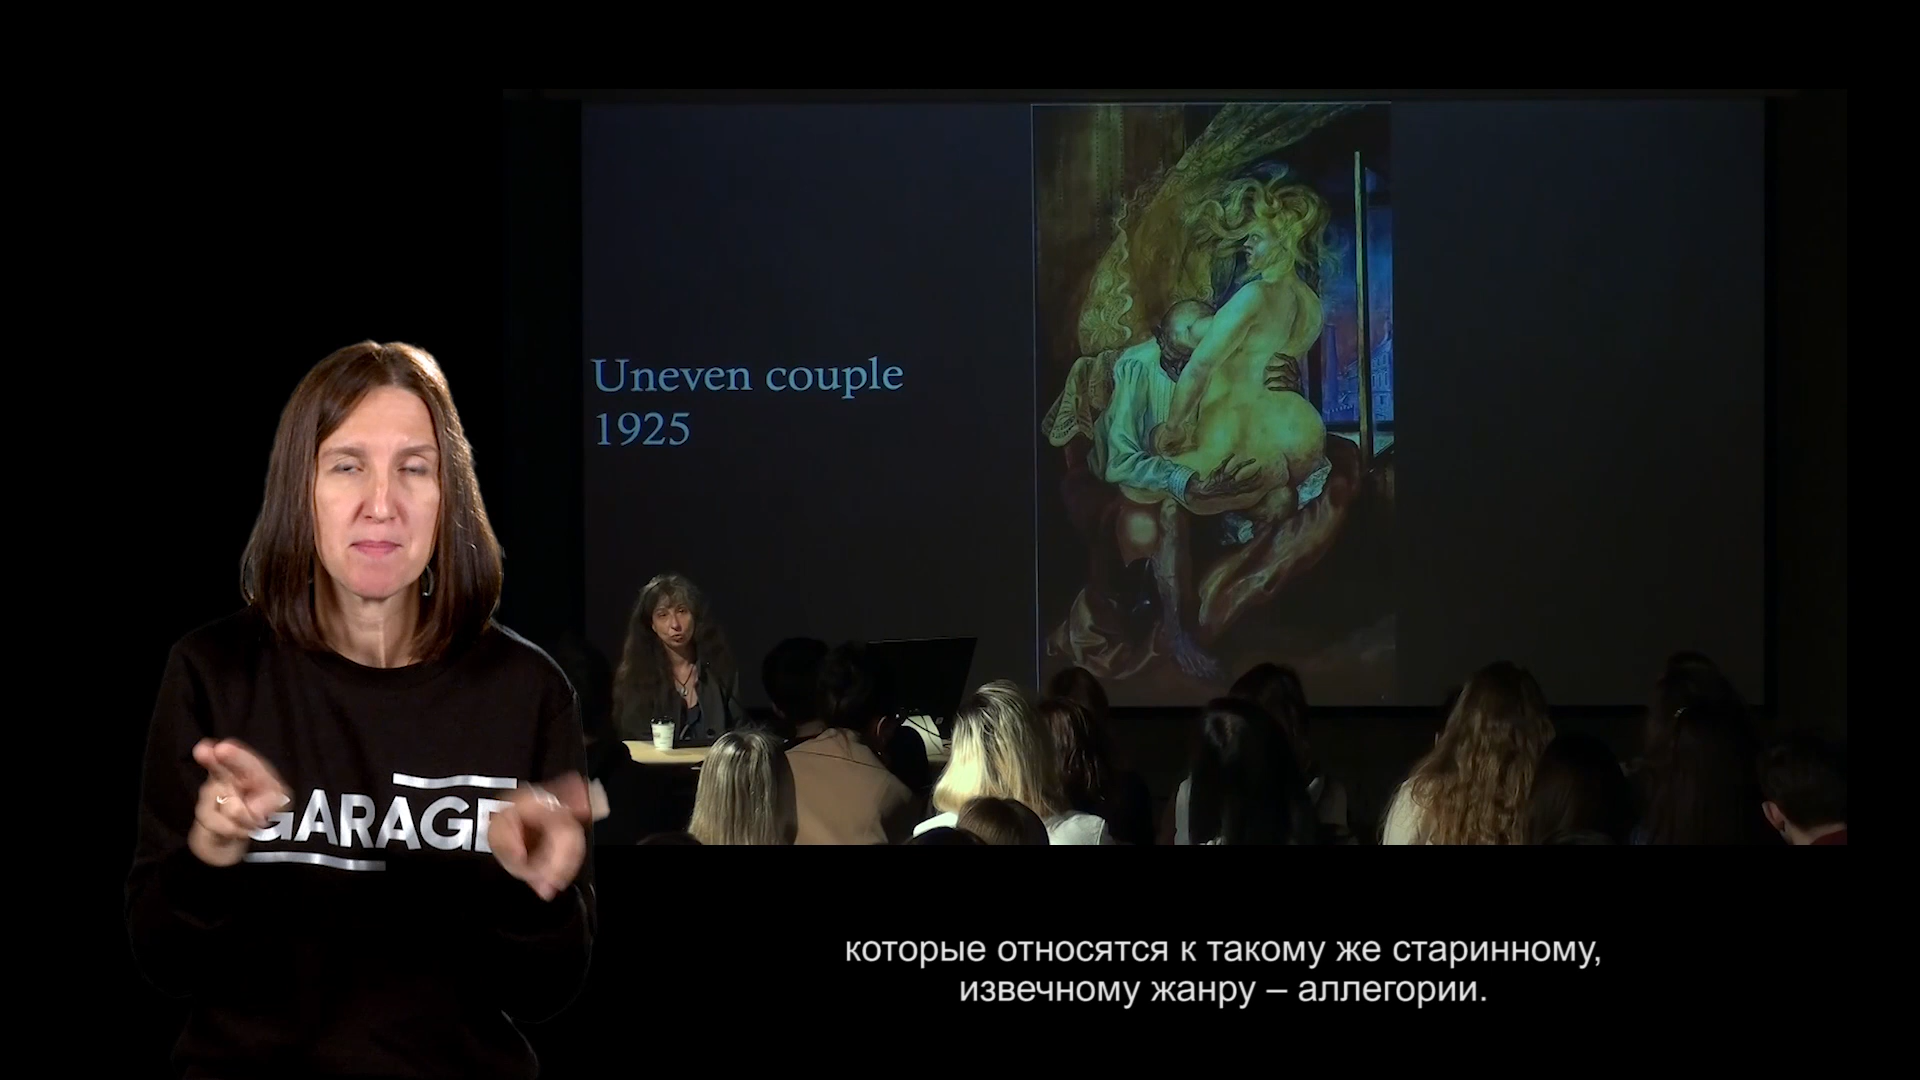 Uneven couple
1925
GARAGE
которые относятся к такому же старинному,
извечному жанру – аллегории.